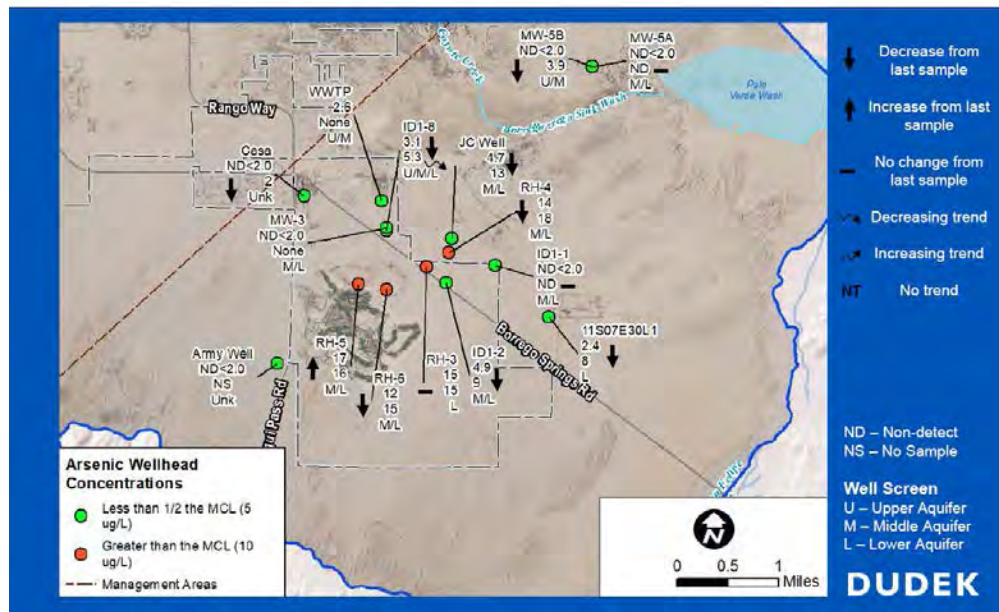 MW-5B
ND<2.0
3.9
U/M
MW-5A
ND<2.0
ND
M/L
Palo
Verde Wash
Rango Way
WWTP
2.6
None
U/M
ID1-8
3.1
5.3
U/M/L
JC Well
4.7
13
M/L
Casa
ND<2.0
2
Unk
RH-4
14
18
M/L
MW-3
ND<2.0
None
M/L
ID1-1
ND<2.0
ND
M/L
11S07E30L1
2.4
8
L
Borrego Springs Rd
Army Well
ND<2.0
NS
Unk
RH-5
17
16
M/L
RH-6
12
15
M/L
RH-3
15
15
L
ID1-2
4.9
9
M/L
Pass Rd
Arsenic Wellhead
Concentrations
Less than 1/2 the MCL (5
ug/L)
Greater than the MCL (10
ug/L)
Management Areas
N
0 0.5 1
Miles
Decrease from
last sample
Increase from last
sample
No change from
last sample
Decreasing trend
Increasing trend
NT No trend
ND – Non-detect
NS – No Sample
Well Screen
U – Upper Aquifer
M – Middle Aquifer
L – Lower Aquifer
DUDEK